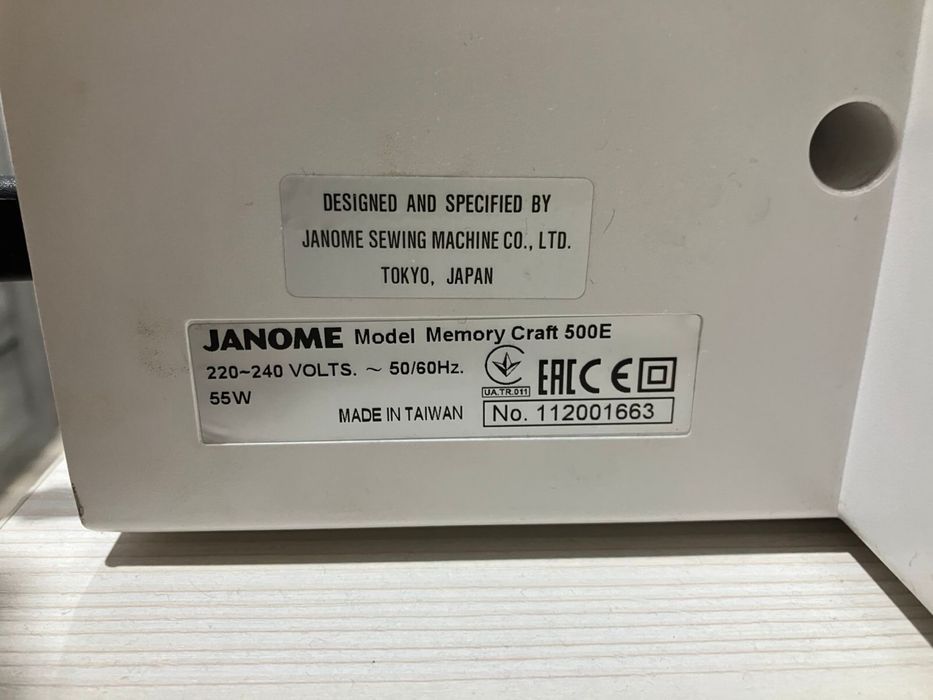 DESIGNED AND SPECIFIED BY
JANOME SEWING MACHINE CO., LTD.
TOKYO, JAPAN
JANOME Model Memory Craft 500E
220~240 VOLTS. ~ 50/60Hz.
55W
UA.TR.011
EAC CE
MADE IN TAIWAN
No. 112001663